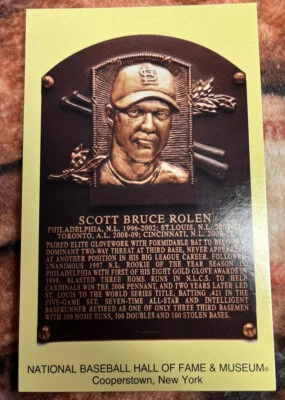 SCOTT BRUCE ROLEN
PHILADELPHIA, N.L. 1996-2002; ST. LOUIS, N.L.
TORONTO, A.L. 2008-09; CINCINNATI, N.L.
PAIRED ELITE GLOVEWORK WITH FORMIDABLE BAT TO BECOME
DOMINANT TWO-WAY THREAT AT THIRD BASE, NEVER APPEARING
AT ANOTHER POSITION IN HIS BIG LEAGUE CAREER. FOLLOWED
UNANIMOUS 1997 N.L. ROOKIE OF THE YEAR SEASON IN
PHILADELPHIA WITH FIRST OF HIS EIGHT GOLD GLOVE AWARDS IN
1998. BLASTED THREE HOME RUNS IN N.L.C.S. TO HELP
CARDINALS WIN THE 2004 PENNANT, AND TWO YEARS LATER LED
ST. LOUIS TO THE WORLD SERIES TITLE, BATTING .421 IN THE
FIVE-GAME SET. SEVEN-TIME ALL-STAR AND INTELLIGENT
BASERUNNER RETIRED AS ONE OF ONLY THREE THIRD BASEMEN
WITH 300 HOME RUNS, 500 DOUBLES AND 100 STOLEN BASES.
NATIONAL BASEBALL HALL OF FAME & MUSEUM®
Cooperstown, New York